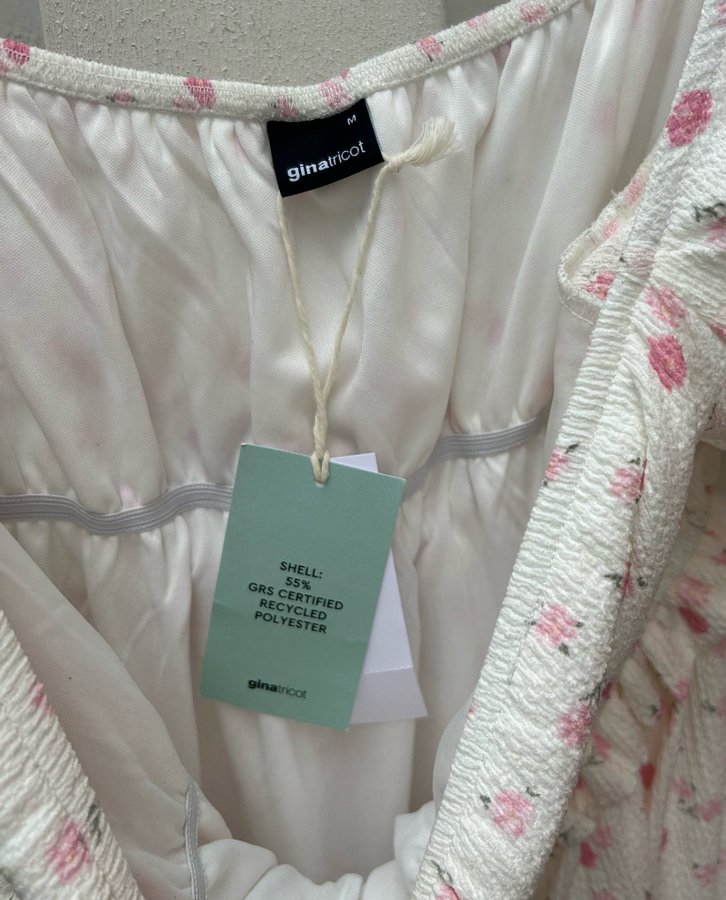 M
ginatricot
SHELL:
55%
GRS CERTIFIED
RECYCLED
POLYESTER
ginatricot